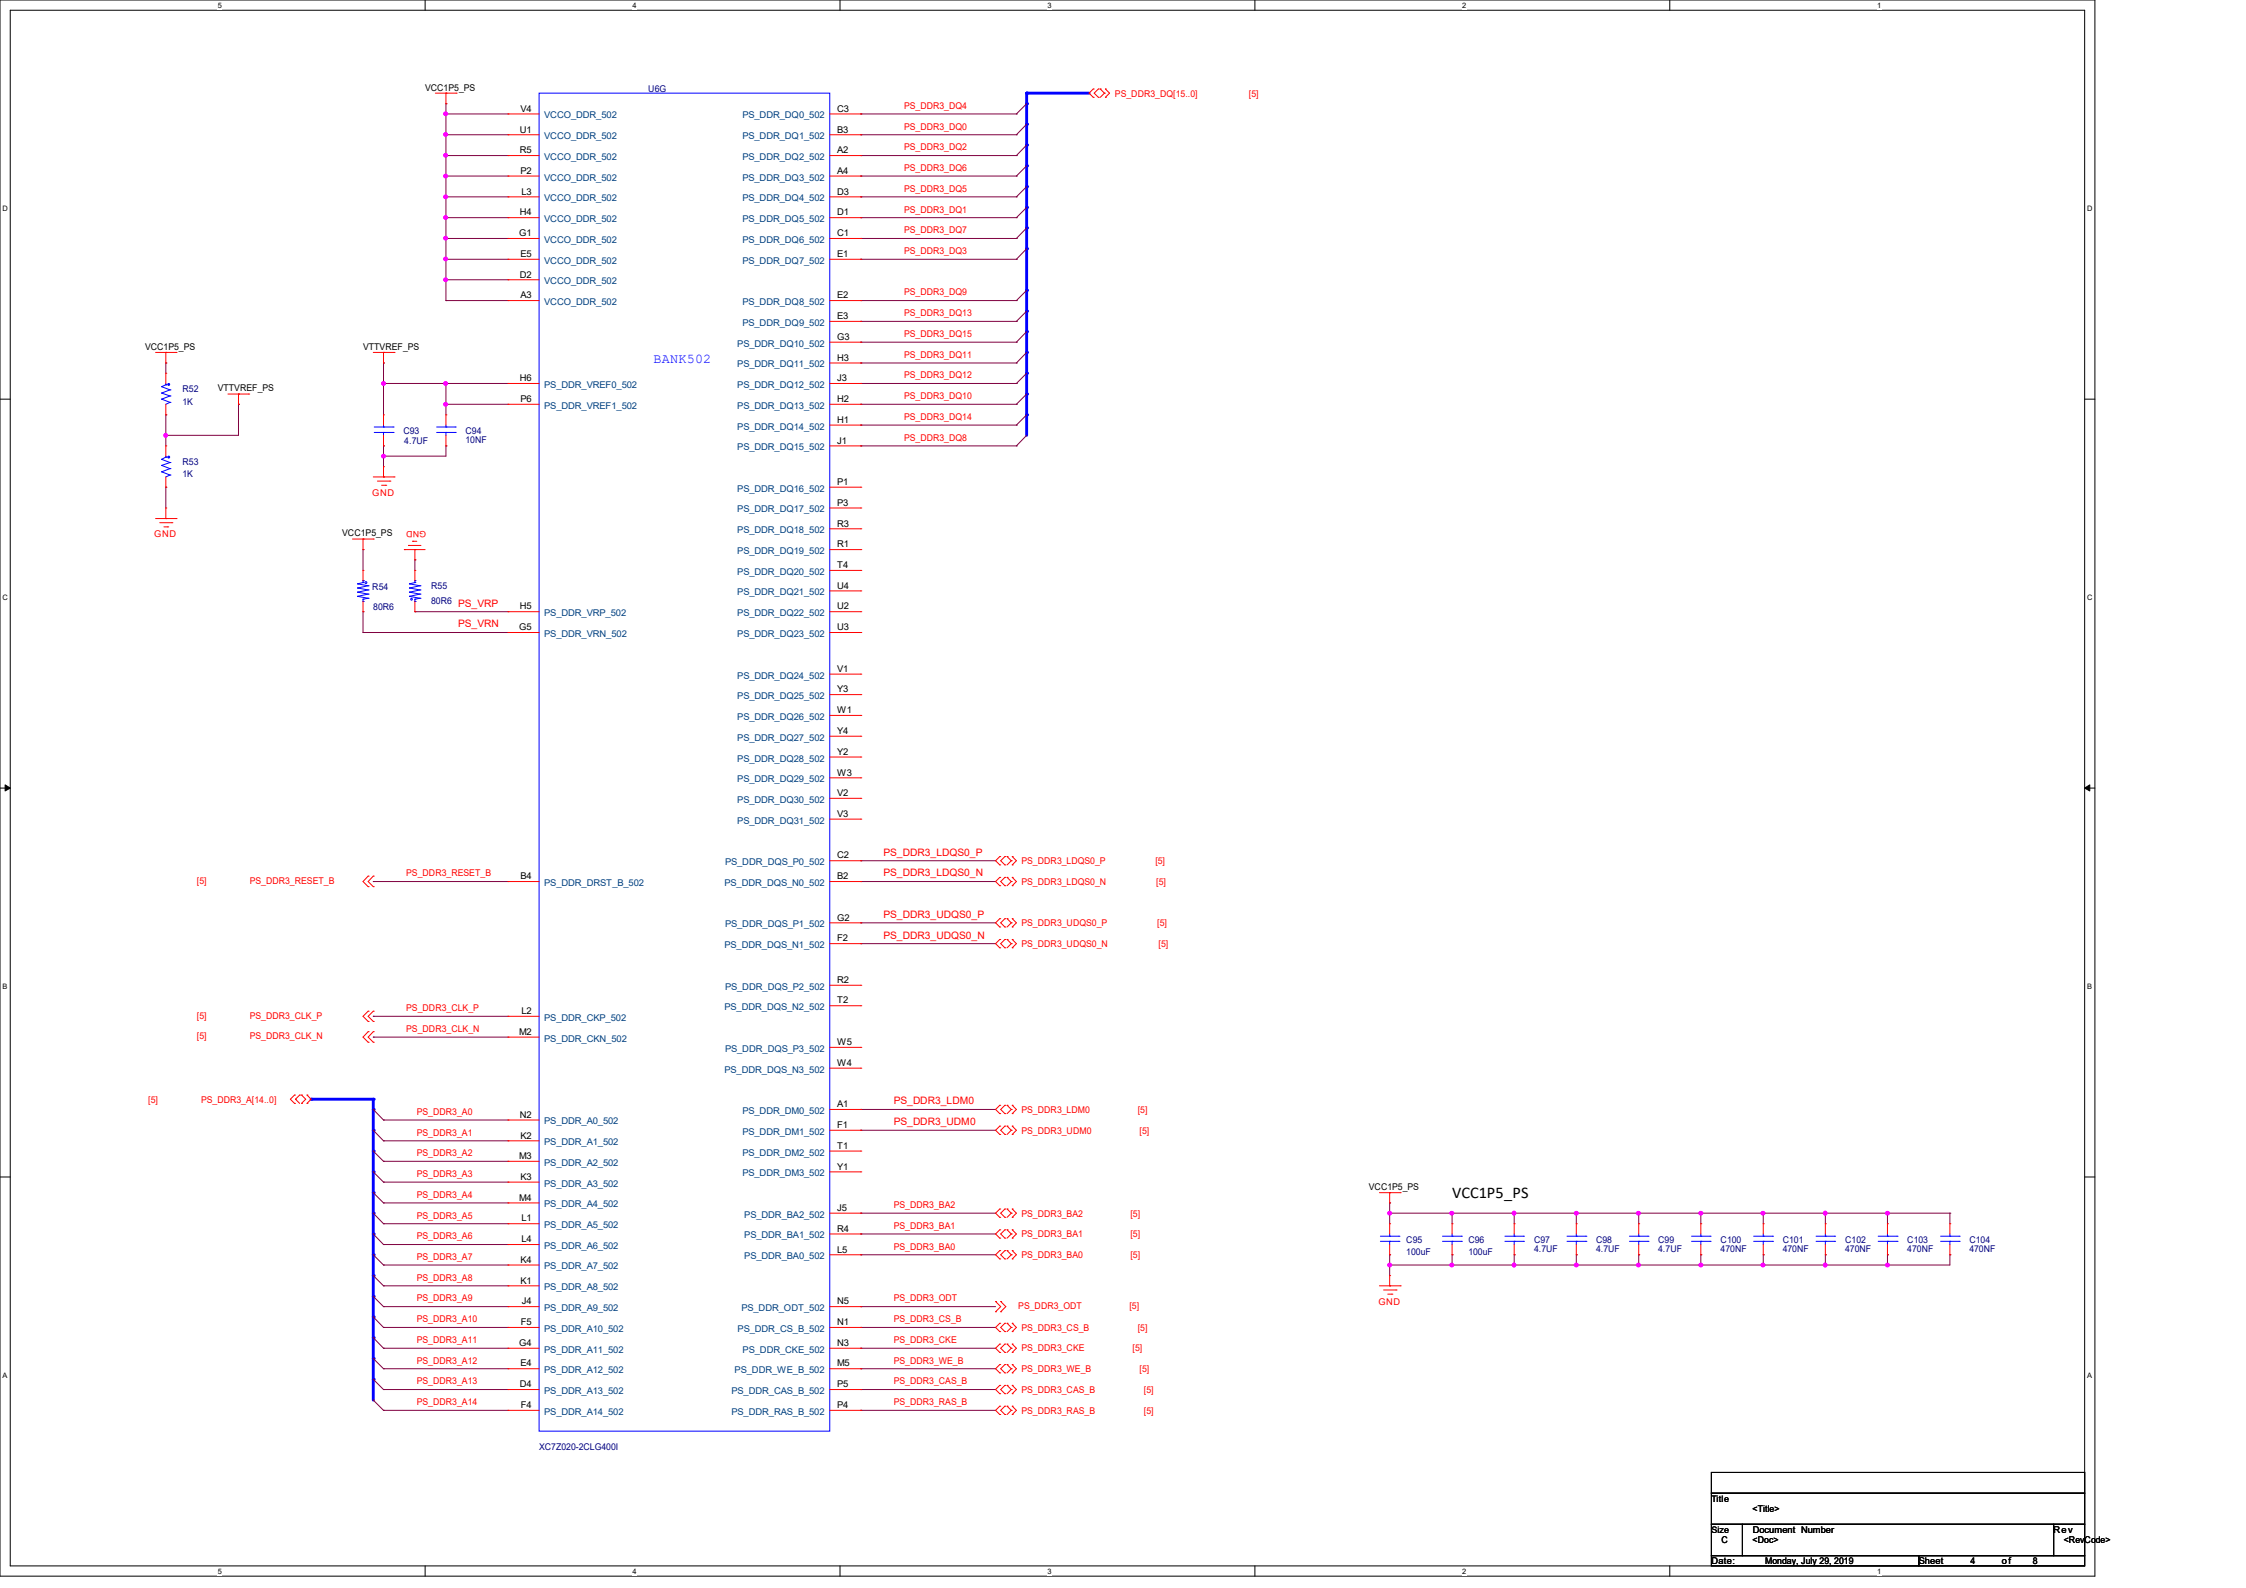 5 4 3 2 1
D
C
B
A
D
C
B
A
U6G
VCC1P5_PS
V4 VCCO_DDR_502
U1 VCCO_DDR_502
R5 VCCO_DDR_502
P2 VCCO_DDR_502
L3 VCCO_DDR_502
H4 VCCO_DDR_502
G1 VCCO_DDR_502
E5 VCCO_DDR_502
D2 VCCO_DDR_502
A3 VCCO_DDR_502
BANK502
VCC1P5_PS
R52
1K
VTTVREF_PS
R53
1K
GND
VTTVREF_PS
H6 PS_DDR_VREF0_502
P6 PS_DDR_VREF1_502
C93
4.7UF
C94
10NF
GND
VCC1P5_PS
GND
R54
80R6
R55
80R6
PS_VRP H5 PS_DDR_VRP_502
PS_VRN G5 PS_DDR_VRN_502
[5] PS_DDR3_RESET_B PS_DDR3_RESET_B B4 PS_DDR_DRST_B_502
[5] PS_DDR3_CLK_P PS_DDR3_CLK_P L2 PS_DDR_CKP_502
[5] PS_DDR3_CLK_N PS_DDR3_CLK_N M2 PS_DDR_CKN_502
[5] PS_DDR3_A[14..0]
PS_DDR3_A0 N2 PS_DDR_A0_502
PS_DDR3_A1 K2 PS_DDR_A1_502
PS_DDR3_A2 M3 PS_DDR_A2_502
PS_DDR3_A3 K3 PS_DDR_A3_502
PS_DDR3_A4 M4 PS_DDR_A4_502
PS_DDR3_A5 L1 PS_DDR_A5_502
PS_DDR3_A6 L4 PS_DDR_A6_502
PS_DDR3_A7 K4 PS_DDR_A7_502
PS_DDR3_A8 K1 PS_DDR_A8_502
PS_DDR3_A9 J4 PS_DDR_A9_502
PS_DDR3_A10 F5 PS_DDR_A10_502
PS_DDR3_A11 G4 PS_DDR_A11_502
PS_DDR3_A12 E4 PS_DDR_A12_502
PS_DDR3_A13 D4 PS_DDR_A13_502
PS_DDR3_A14 F4 PS_DDR_A14_502
XC7Z020-2CLG400I
PS_DDR3_DQ[15..0] [5]
PS_DDR_DQ0_502 C3 PS_DDR3_DQ4
PS_DDR_DQ1_502 B3 PS_DDR3_DQ0
PS_DDR_DQ2_502 A2 PS_DDR3_DQ2
PS_DDR_DQ3_502 A4 PS_DDR3_DQ6
PS_DDR_DQ4_502 D3 PS_DDR3_DQ5
PS_DDR_DQ5_502 D1 PS_DDR3_DQ1
PS_DDR_DQ6_502 C1 PS_DDR3_DQ7
PS_DDR_DQ7_502 E1 PS_DDR3_DQ3
PS_DDR_DQ8_502 E2 PS_DDR3_DQ9
PS_DDR_DQ9_502 E3 PS_DDR3_DQ13
PS_DDR_DQ10_502 G3 PS_DDR3_DQ15
PS_DDR_DQ11_502 H3 PS_DDR3_DQ11
PS_DDR_DQ12_502 J3 PS_DDR3_DQ12
PS_DDR_DQ13_502 H2 PS_DDR3_DQ10
PS_DDR_DQ14_502 H1 PS_DDR3_DQ14
PS_DDR_DQ15_502 J1 PS_DDR3_DQ8
PS_DDR_DQ16_502 P1
PS_DDR_DQ17_502 P3
PS_DDR_DQ18_502 R3
PS_DDR_DQ19_502 R1
PS_DDR_DQ20_502 T4
PS_DDR_DQ21_502 U4
PS_DDR_DQ22_502 U2
PS_DDR_DQ23_502 U3
PS_DDR_DQ24_502 V1
PS_DDR_DQ25_502 Y3
PS_DDR_DQ26_502 W1
PS_DDR_DQ27_502 Y4
PS_DDR_DQ28_502 Y2
PS_DDR_DQ29_502 W3
PS_DDR_DQ30_502 V2
PS_DDR_DQ31_502 V3
PS_DDR_DQS_P0_502 C2 PS_DDR3_LDQS0_P PS_DDR3_LDQS0_P [5]
PS_DDR_DQS_N0_502 B2 PS_DDR3_LDQS0_N PS_DDR3_LDQS0_N [5]
PS_DDR_DQS_P1_502 G2 PS_DDR3_UDQS0_P PS_DDR3_UDQS0_P [5]
PS_DDR_DQS_N1_502 F2 PS_DDR3_UDQS0_N PS_DDR3_UDQS0_N [5]
PS_DDR_DQS_P2_502 R2
PS_DDR_DQS_N2_502 T2
PS_DDR_DQS_P3_502 W5
PS_DDR_DQS_N3_502 W4
PS_DDR_DM0_502 A1 PS_DDR3_LDM0 PS_DDR3_LDM0 [5]
PS_DDR_DM1_502 F1 PS_DDR3_UDM0 PS_DDR3_UDM0 [5]
PS_DDR_DM2_502 T1
PS_DDR_DM3_502 Y1
PS_DDR_BA2_502 J5 PS_DDR3_BA2 PS_DDR3_BA2 [5]
PS_DDR_BA1_502 R4 PS_DDR3_BA1 PS_DDR3_BA1 [5]
PS_DDR_BA0_502 L5 PS_DDR3_BA0 PS_DDR3_BA0 [5]
PS_DDR_ODT_502 N5 PS_DDR3_ODT PS_DDR3_ODT [5]
PS_DDR_CS_B_502 N1 PS_DDR3_CS_B PS_DDR3_CS_B [5]
PS_DDR_CKE_502 N3 PS_DDR3_CKE PS_DDR3_CKE [5]
PS_DDR_WE_B_502 M5 PS_DDR3_WE_B PS_DDR3_WE_B [5]
PS_DDR_CAS_B_502 P5 PS_DDR3_CAS_B PS_DDR3_CAS_B [5]
PS_DDR_RAS_B_502 P4 PS_DDR3_RAS_B PS_DDR3_RAS_B [5]
VCC1P5_PS VCC1P5_PS
C95 C96 C97 C98 C99 C100 C101 C102 C103 C104
100uF 100uF 4.7UF 4.7UF 4.7UF 470NF 470NF 470NF 470NF 470NF
GND
Title
<Title>
Size Document Number Rev
C <Doc> <RevCode>
Date: Monday, July 29, 2019 Sheet 4 of 8
5 4 3 2 1